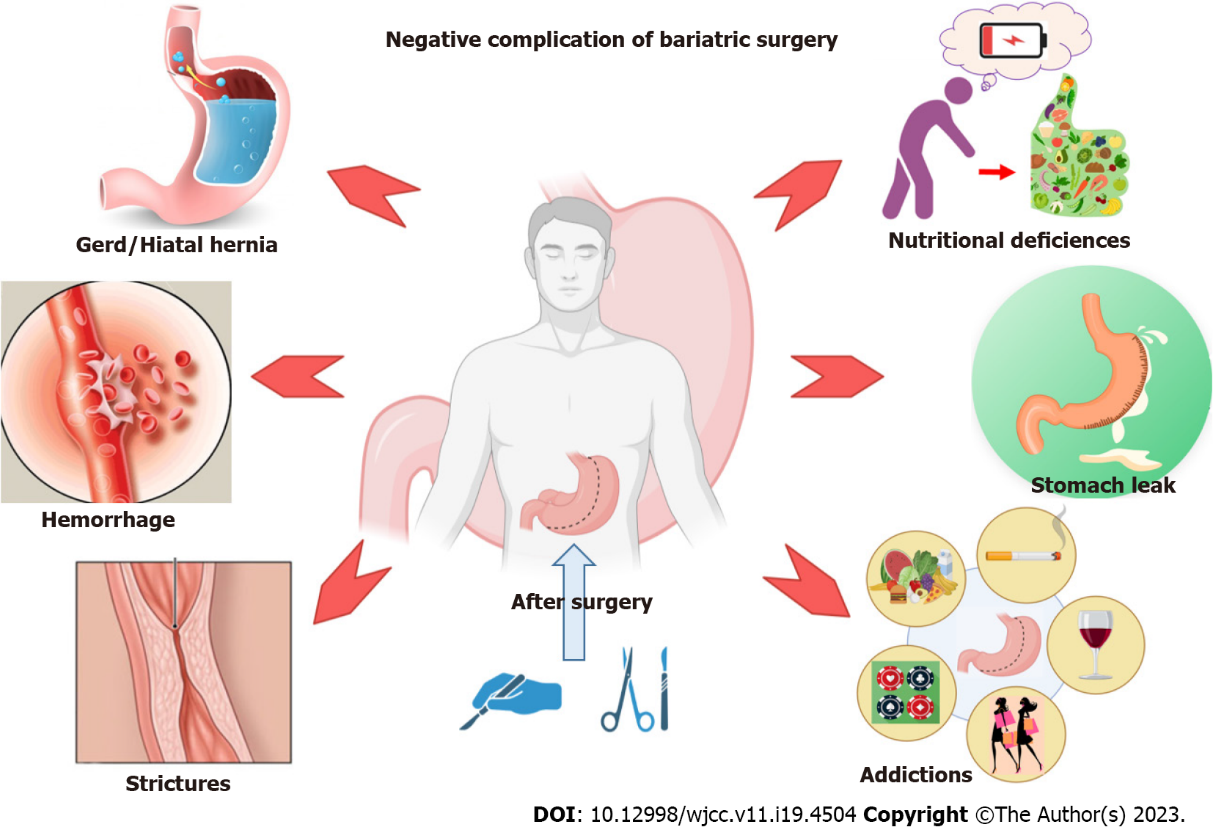 Negative complication of bariatric surgery
Gerd/Hiatal hernia
Nutritional deficiences
Hemorrhage
Stomach leak
After surgery
Strictures
Addictions
DOI: 10.12998/wjcc.v11.i19.4504 Copyright ©The Author(s) 2023.